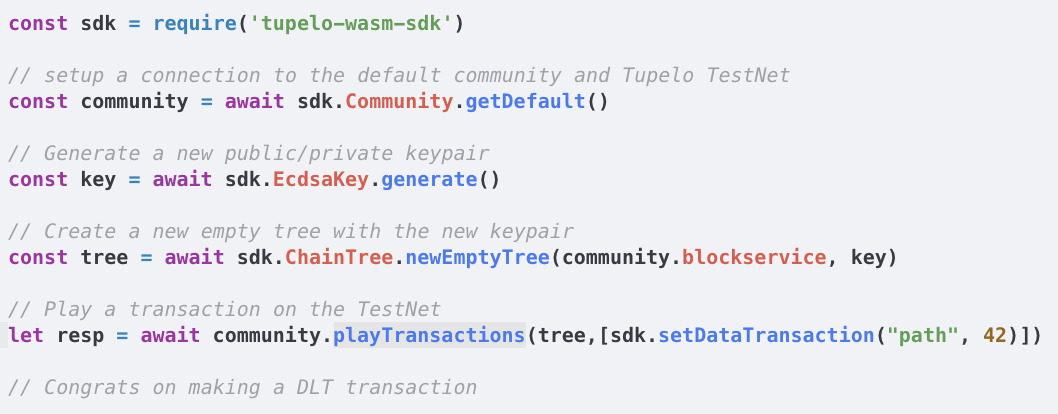 const sdk = require('tupelo-wasm-sdk')
// setup a connection to the default community and Tupelo TestNet
const community = await sdk.Community.getDefault()
// Generate a new public/private keypair
const key = await sdk.EcdsaKey.generate()
// Create a new empty tree with the new keypair
const tree = await sdk.ChainTree.newEmptyTree(community.blockservice, key)
// Play a transaction on the TestNet
let resp = await community.playTransactions(tree,[sdk.setDataTransaction("path", 42)])
// Congrats on making a DLT transaction